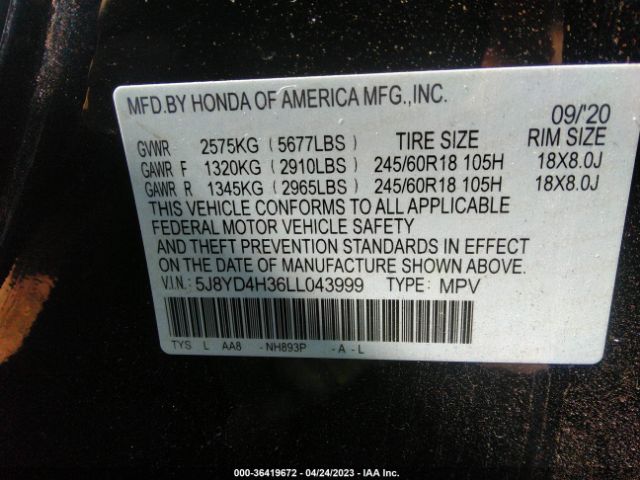 MFD.BY HONDA OF AMERICA MFG.,INC.
09/'20
GVWR 2575KG (5677LBS) TIRE SIZE RIM SIZE
GAWR F 1320KG (2910LBS) 245/60R18 105H 18X8.0J
GAWR R 1345KG (2965LBS) 245/60R18 105H 18X8.0J
THIS VEHICLE CONFORMS TO ALL APPLICABLE
FEDERAL MOTOR VEHICLE SAFETY
AND THEFT PREVENTION STANDARDS IN EFFECT
ON THE DATE OF MANUFACTURE SHOWN ABOVE.
V.I.N.: 5J8YD4H36LL043999 TYPE: MPV
TYS L AA8 -NH893P -A-L
000-36419672 - 04/24/2023 - IAA Inc.